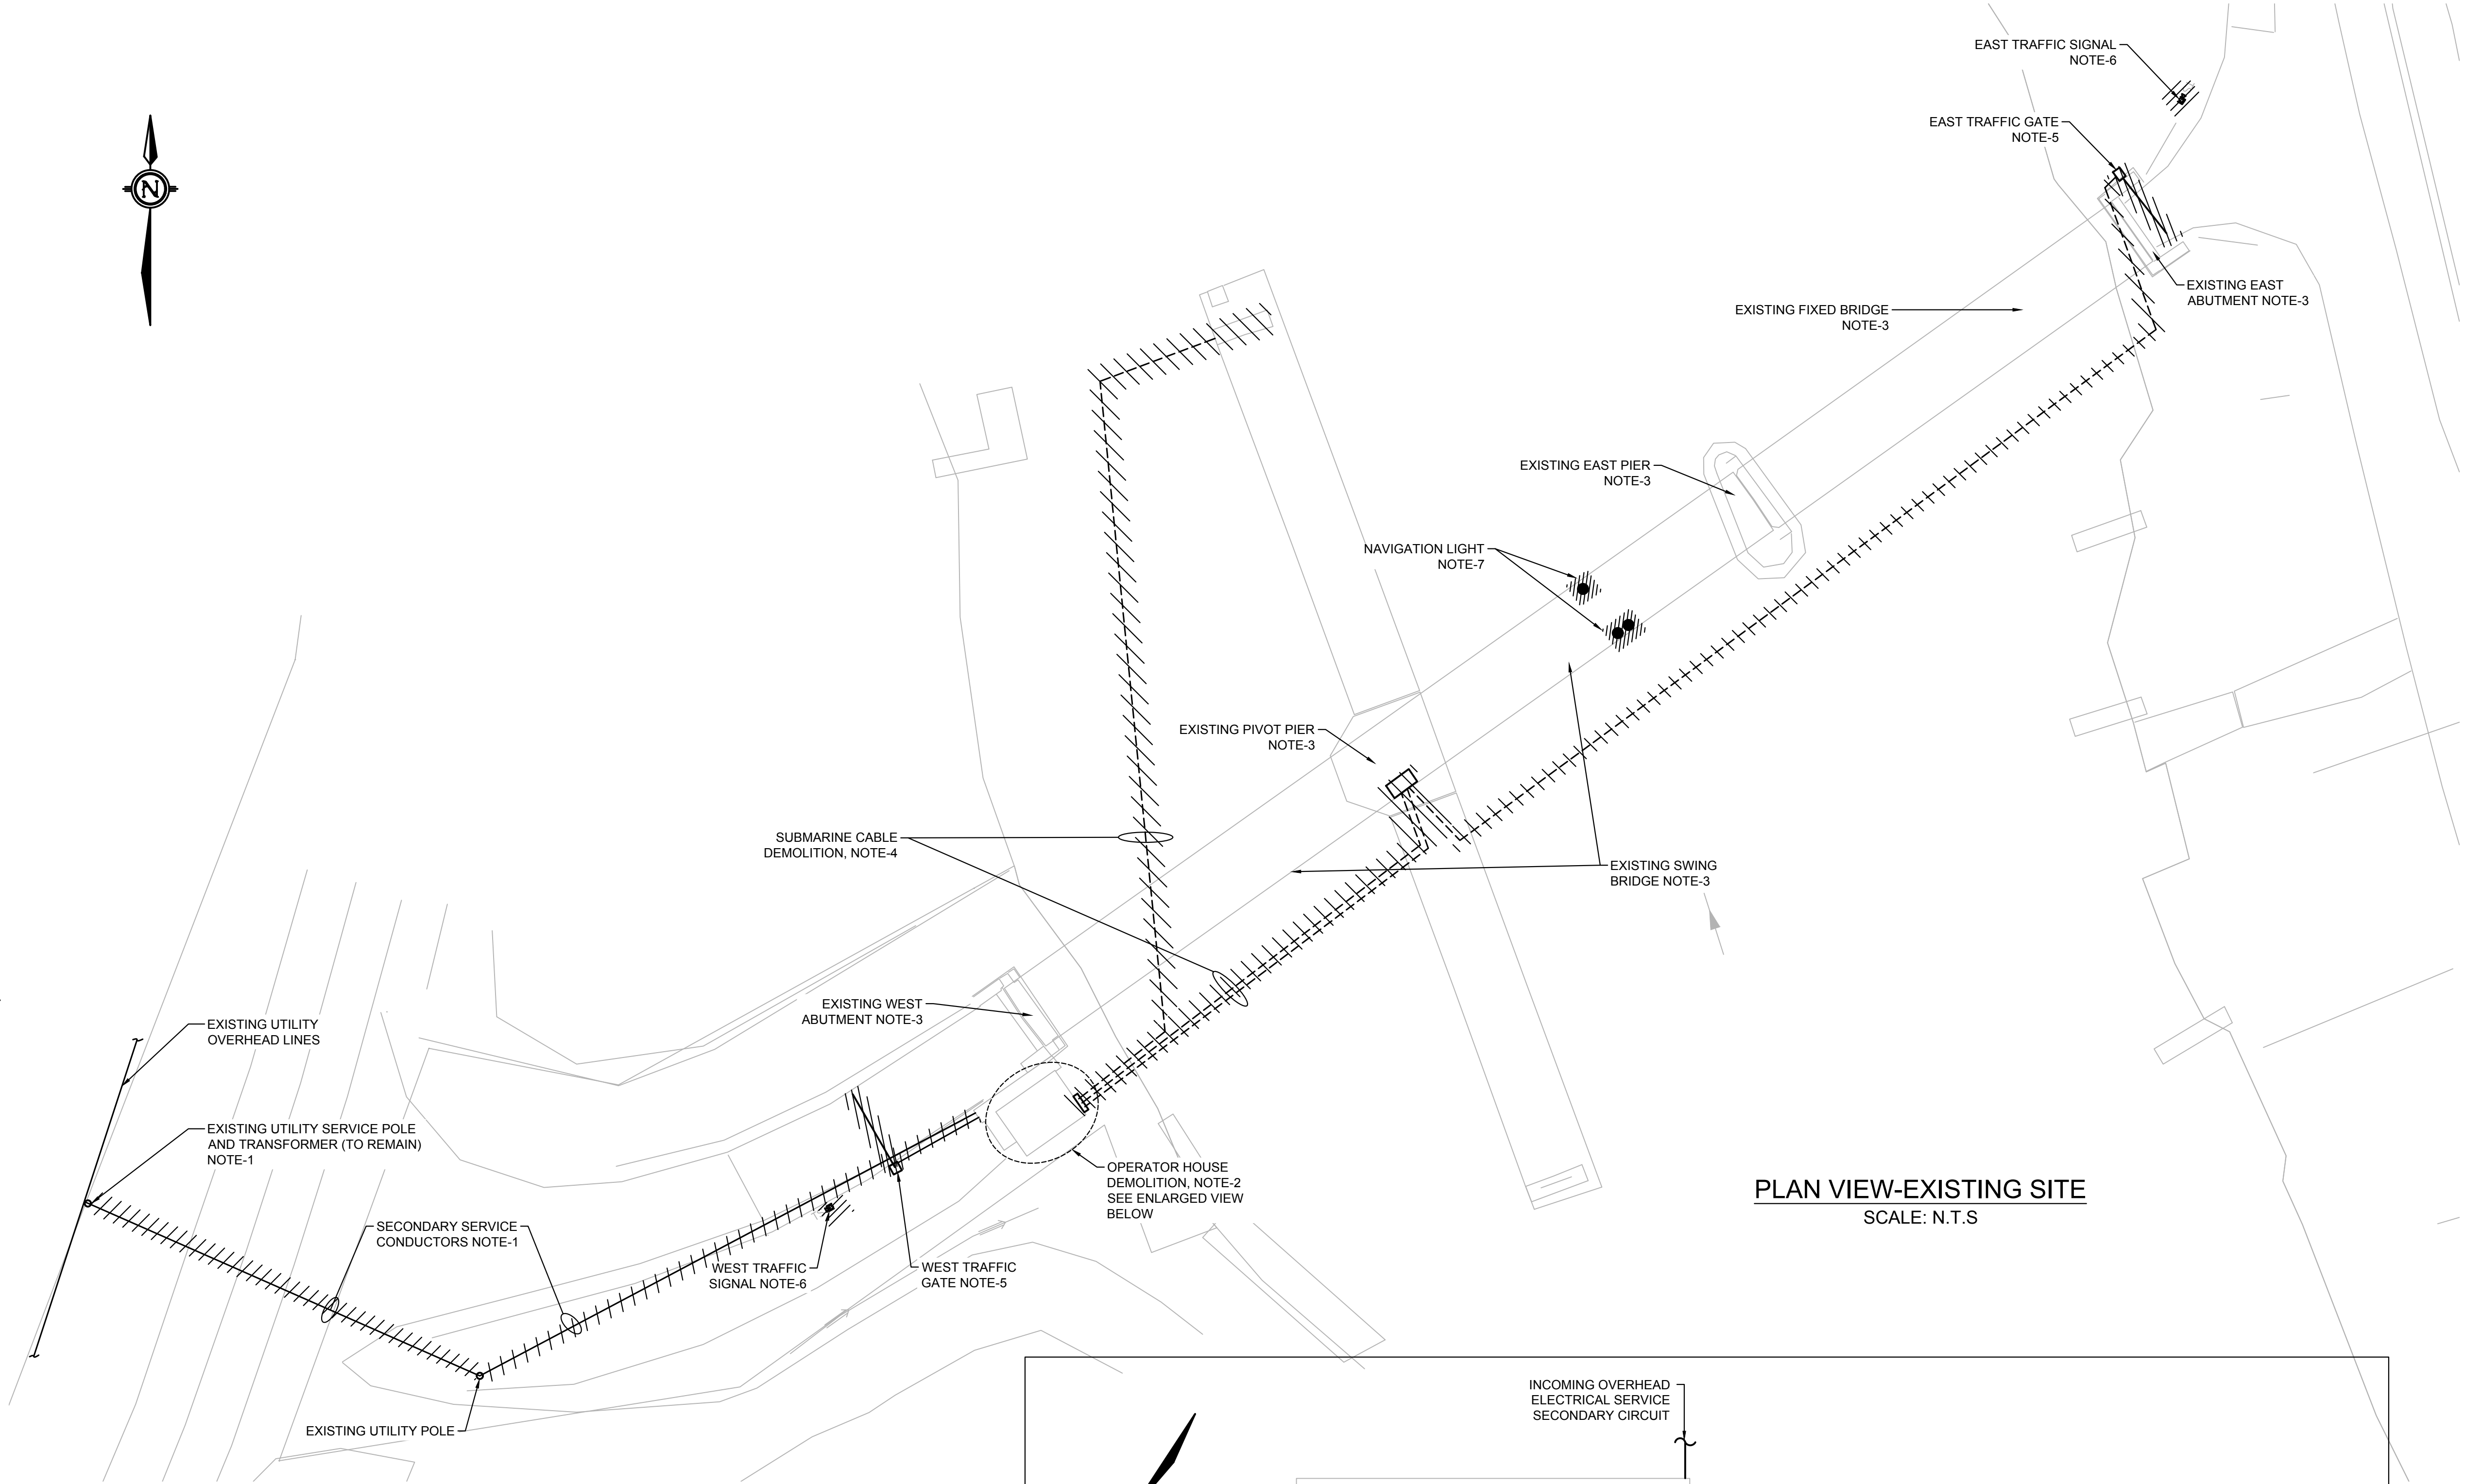 EAST TRAFFIC SIGNAL
NOTE-6
N
EAST TRAFFIC GATE
NOTE-5
EXISTING EAST
ABUTMENT NOTE-3
EXISTING FIXED BRIDGE
NOTE-3
EXISTING EAST PIER
NOTE-3
NAVIGATION LIGHT
NOTE-7
EXISTING PIVOT PIER
NOTE-3
SUBMARINE CABLE
DEMOLITION, NOTE-4
EXISTING SWING
BRIDGE NOTE-3
EXISTING WEST
ABUTMENT NOTE-3
EXISTING UTILITY
OVERHEAD LINES
EXISTING UTILITY SERVICE POLE
AND TRANSFORMER (TO REMAIN)
NOTE-1
OPERATOR HOUSE
DEMOLITION, NOTE-2
SEE ENLARGED VIEW
BELOW
PLAN VIEW-EXISTING SITE
SCALE: N.T.S
SECONDARY SERVICE
CONDUCTORS NOTE-1
WEST TRAFFIC
SIGNAL NOTE-6
WEST TRAFFIC
GATE NOTE-5
EXISTING UTILITY POLE
INCOMING OVERHEAD
ELECTRICAL SERVICE
SECONDARY CIRCUIT